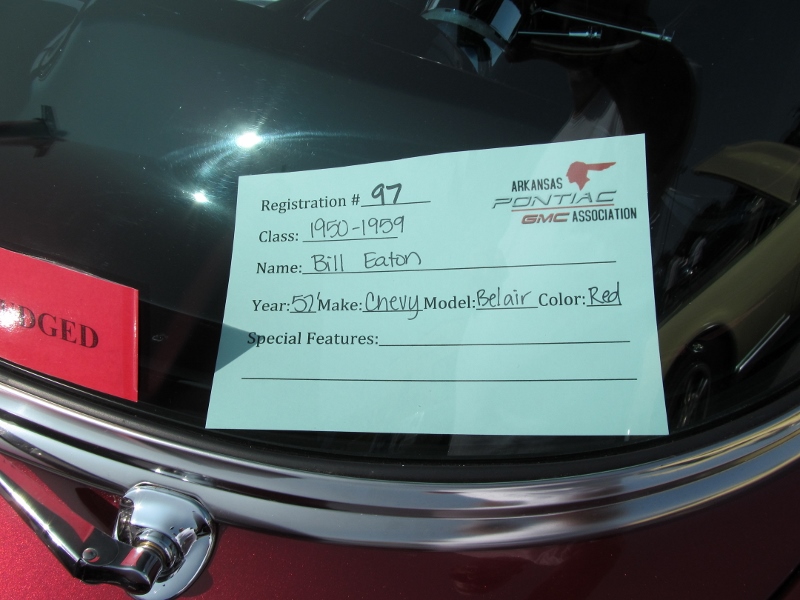 Registration # 97
ARKANSAS
PONTIAC
GMC ASSOCIATION
Class: 1950-1959
Name: Bill Eaton
Year: 52' Make: Chevy Model: Belair Color: Red
Special Features:
DGED